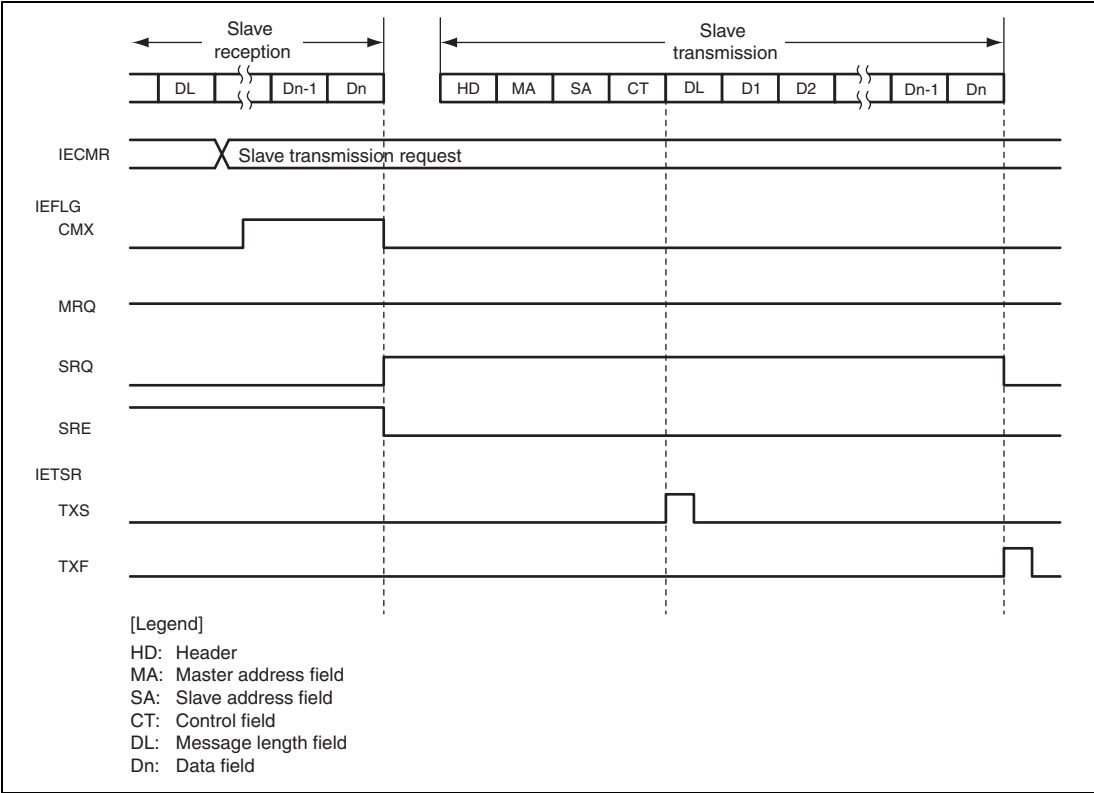 Slave
reception
Slave
transmission
DL Dn-1 Dn HD MA SA CT DL D1 D2 Dn-1 Dn
IECMR Slave transmission request
IEFLG
CMX
MRQ
SRQ
SRE
IETSR
TXS
TXF
[Legend]
HD: Header
MA: Master address field
SA: Slave address field
CT: Control field
DL: Message length field
Dn: Data field